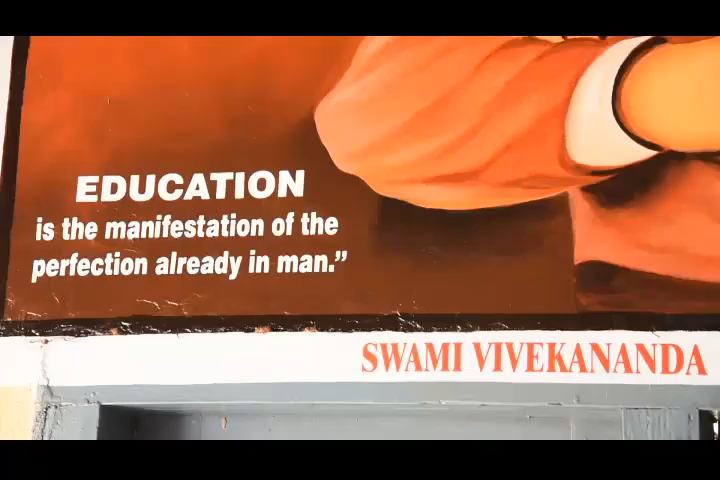 EDUCATION
is the manifestation of the
perfection already in man.”
SWAMI VIVEKANANDA